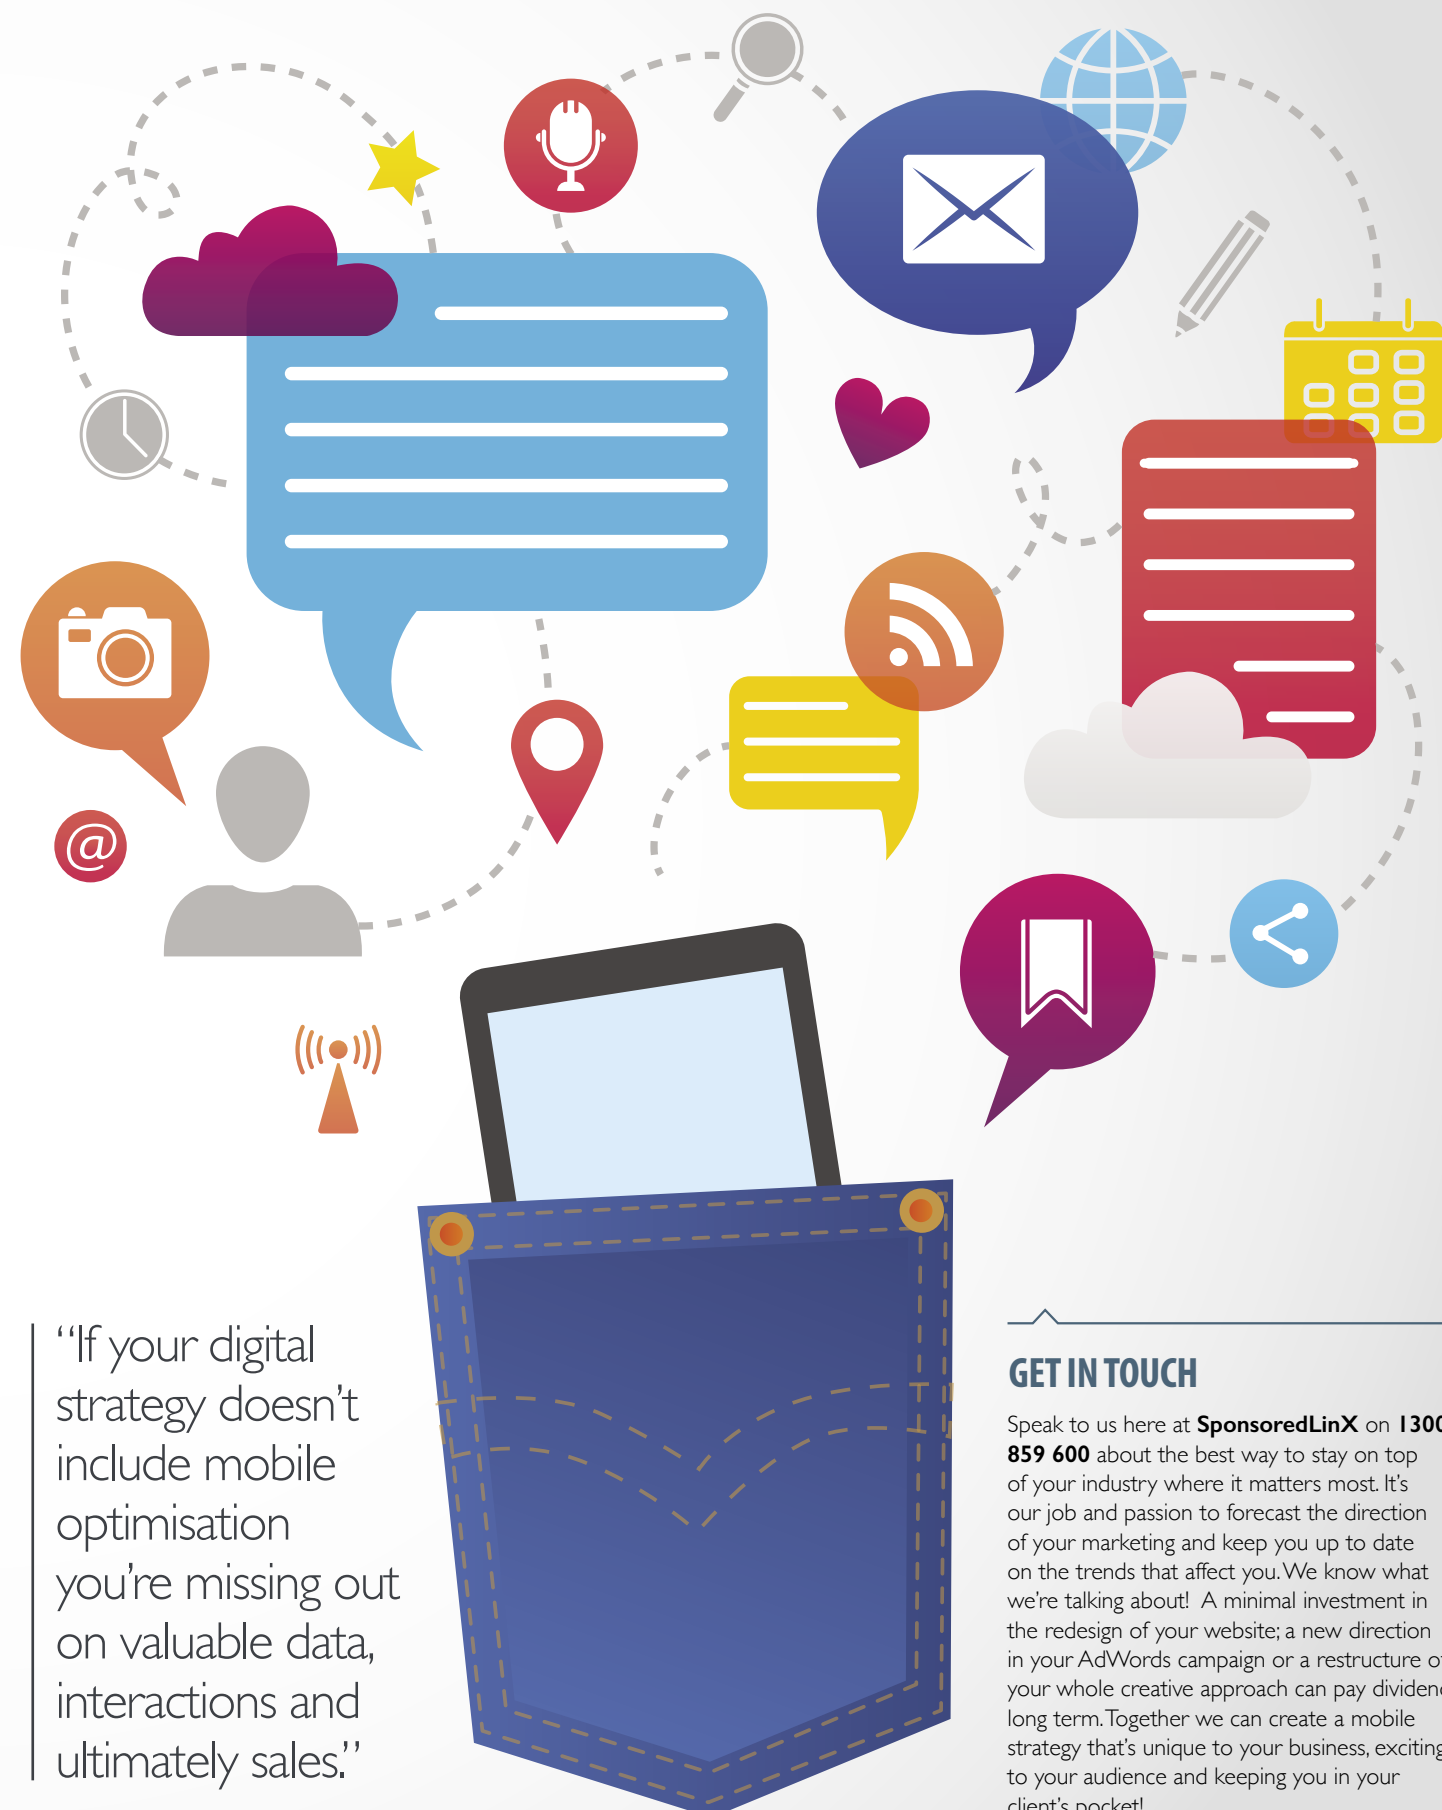 @
“If your digital
strategy doesn’t
include mobile
optimisation
you’re missing out
on valuable data,
interactions and
ultimately sales.”
GET IN TOUCH
Speak to us here at SponsoredLinX on 1300
859 600 about the best way to stay on top
of your industry where it matters most. It’s
our job and passion to forecast the direction
of your marketing and keep you up to date
on the trends that affect you. We know what
we’re talking about! A minimal investment in
the redesign of your website; a new direction
in your AdWords campaign or a restructure of
your whole creative approach can pay dividend
long term. Together we can create a mobile
strategy that’s unique to your business, exciting
to your audience and keeping you in your
client’s pocket!